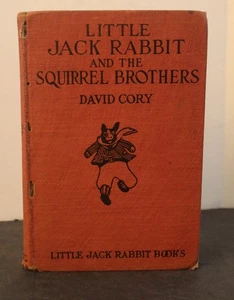 LITTLE
JACK RABBIT
AND THE
SQUIRREL BROTHERS
DAVID CORY
LITTLE JACK RABBIT BOOKS